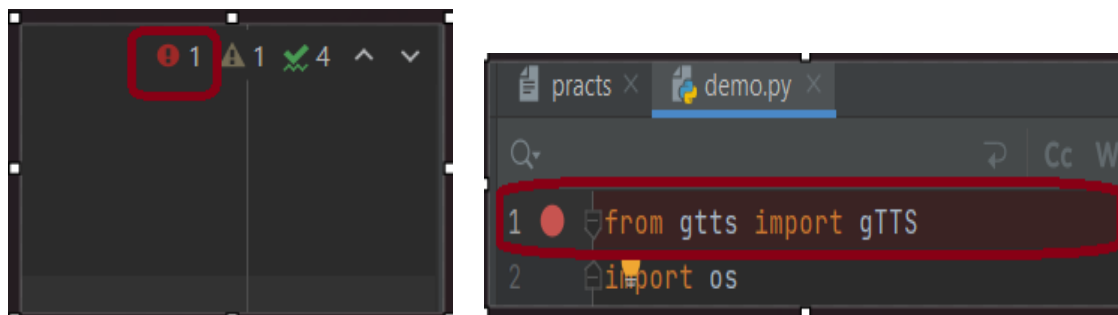 1 1 4
practs demo.py
Cc W
1 from gtts import gTTS
2 import os